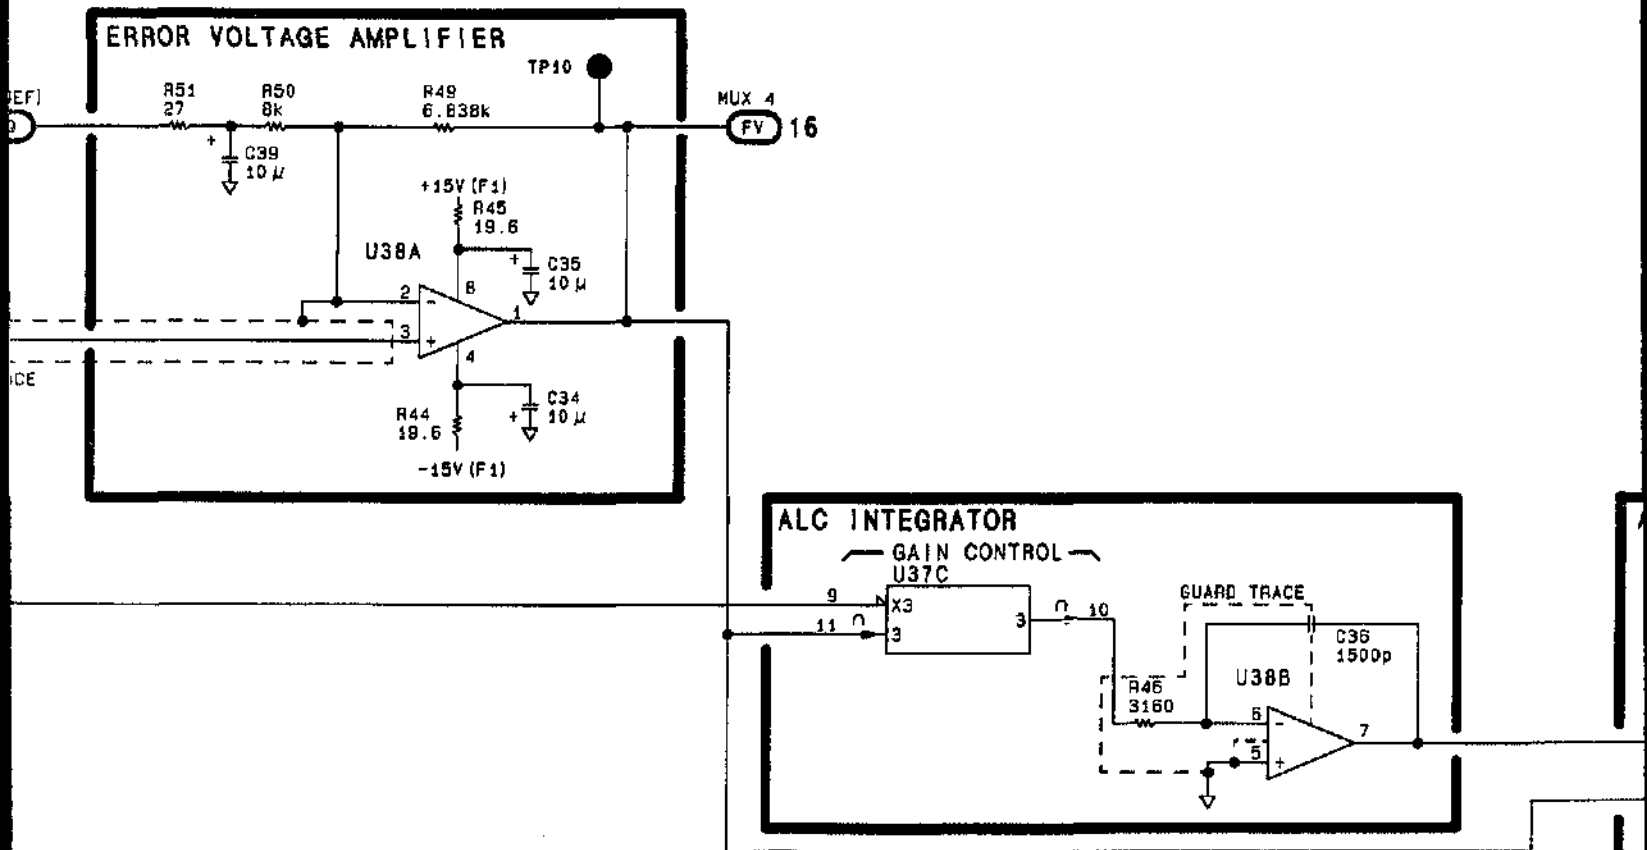 ERROR VOLTAGE AMPLIFIER
TP10
EF)
R51
27
R50
8k
R49
6.838k
MUX 4
FV 16
+
C39
10 µ
+15V(F1)
R45
19.6
U38A
+
C35
10 µ
8
2
-
1
3
+
4
CE
R44
19.6
+
C34
10 µ
-15V(F1)
ALC INTEGRATOR
GAIN CONTROL
U37C
9
X3
11
3
3
10
GUARD TRACE
C36
1500p
R46
3160
U38B
6
-
7
5
+